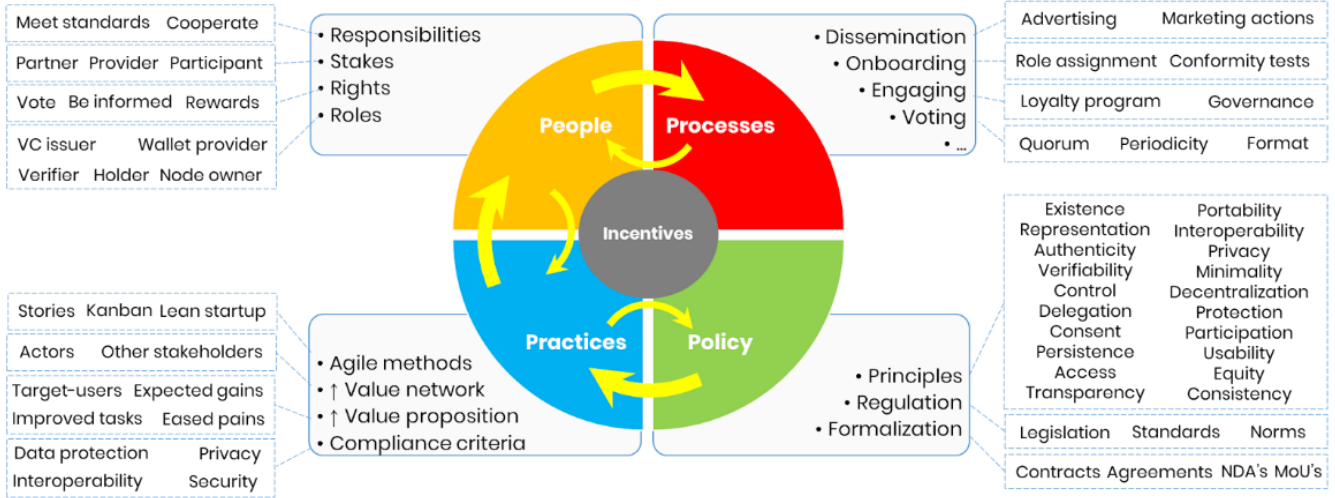 Meet standards Cooperate
Partner Provider Participant
Vote Be informed Rewards
VC issuer Wallet provider
Verifier Holder Node owner
• Responsibilities
• Stakes
• Rights
• Roles
• Dissemination
• Onboarding
• Engaging
• Voting
• ...
Advertising Marketing actions
Role assignment Conformity tests
Loyalty program Governance
Quorum Periodicity Format
People
Processes
Incentives
Practices
Policy
Stories Kanban Lean startup
Actors Other stakeholders
Target-users Expected gains
Improved tasks Eased pains
Data protection Privacy
Interoperability Security
• Agile methods
• ↑ Value network
• ↑ Value proposition
• Compliance criteria
• Principles
• Regulation
• Formalization
Existence
Representation
Authenticity
Verifiability
Control
Delegation
Consent
Persistence
Access
Transparency
Portability
Interoperability
Privacy
Minimality
Decentralization
Protection
Participation
Usability
Equity
Consistency
Legislation Standards Norms
Contracts Agreements NDA's MoU's